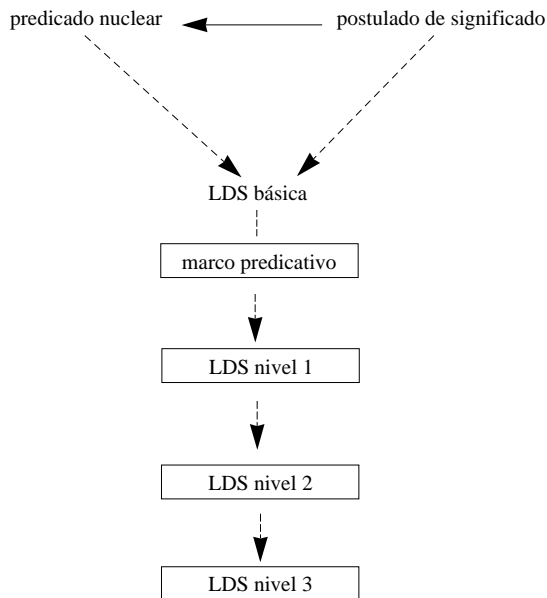 predicado nuclear
postulado de significado
LDS básica
marco predicativo
LDS nivel 1
LDS nivel 2
LDS nivel 3